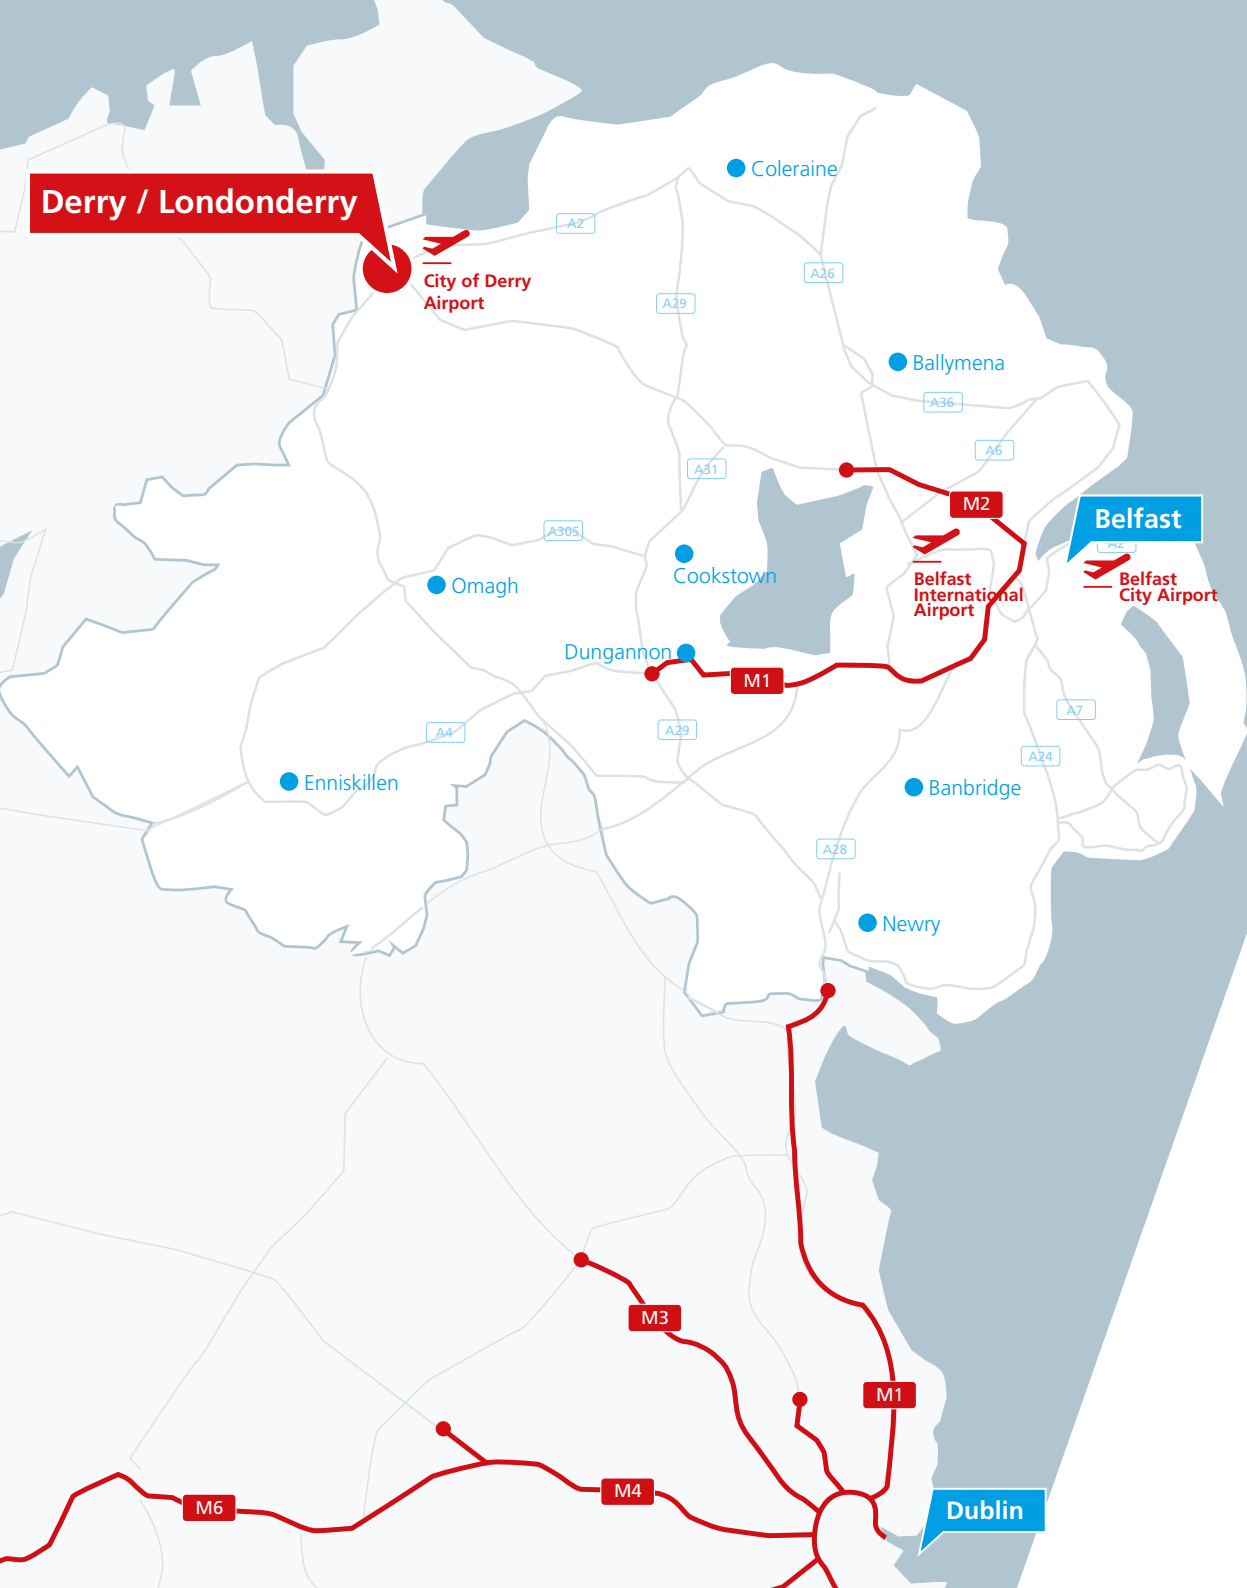 Coleraine
Derry / Londonderry
A2
City of Derry
Airport
A26
A29
Ballymena
A36
A6
A31
M2
Belfast
A305
A2
Cookstown
Omagh
Belfast
International
Airport
Belfast
City Airport
Dungannon
M1
A7
A4
A29
A24
Enniskillen
Banbridge
A28
Newry
M3
M1
M4
M6
Dublin